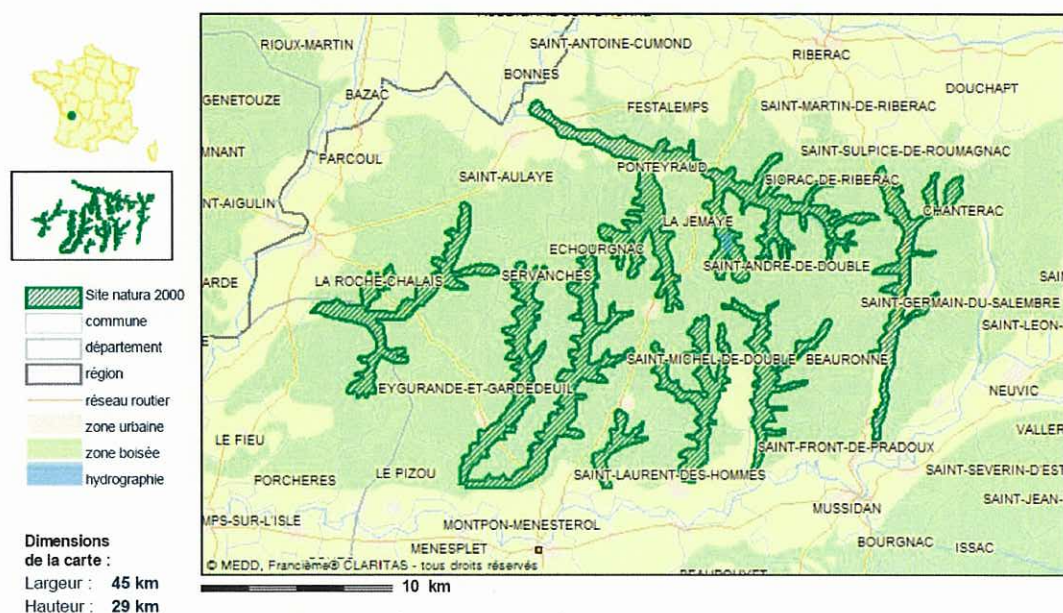 SAINT-ANTOINE-CUMOND
RIOUX-MARTIN
RIBERAC
BONNES
DOUCHAPT
BAZAC
GENETOUZE
FESTALEMPS
SAINT-MARTIN-DE-RIBERAC
MNANT
PARCOUL
SAINT-SULPICE-DE-ROUMAGNAC
PONTEYRAUD
SAINT-AULAYE
SIORAC-DE-RIBERAC
NT-AIGULIN
CHANTERAC
LA JEMAYE
ECHOURGNAC
SAINT-ANDRE-DE-DOUBLE
SERVANCHES
LA ROCHE-CHALAIS
ARDE
SAIN
SAINT-GERMAIN-DU-SALEMBRE
SAINT-LEON-
E
SAINT-MICHEL-DE-DOUBLE
BEAURONNE
EYGURANDE-ET-GARDEDEUIL
NEUVIC
VALLER
LE FIEU
SAINT-FRONT-DE-PRADOUX
LE PIZOU
SAINT-LAURENT-DES-HOMMES
SAINT-SEVERIN-D'EST
PORCHERES
SAINT-JEAN-
MUSSIDAN
MPS-SUR-L'ISLE
MONTPON-MENESTEROL
BOURGNAC
ISSAC
MENESPLET
© MEDD, Francième® CLARITAS - tous droits réservés
10 km
Site natura 2000
commune
département
région
réseau routier
zone urbaine
zone boisée
hydrographie
Dimensions
de la carte :
Largeur : 45 km
Hauteur : 29 km